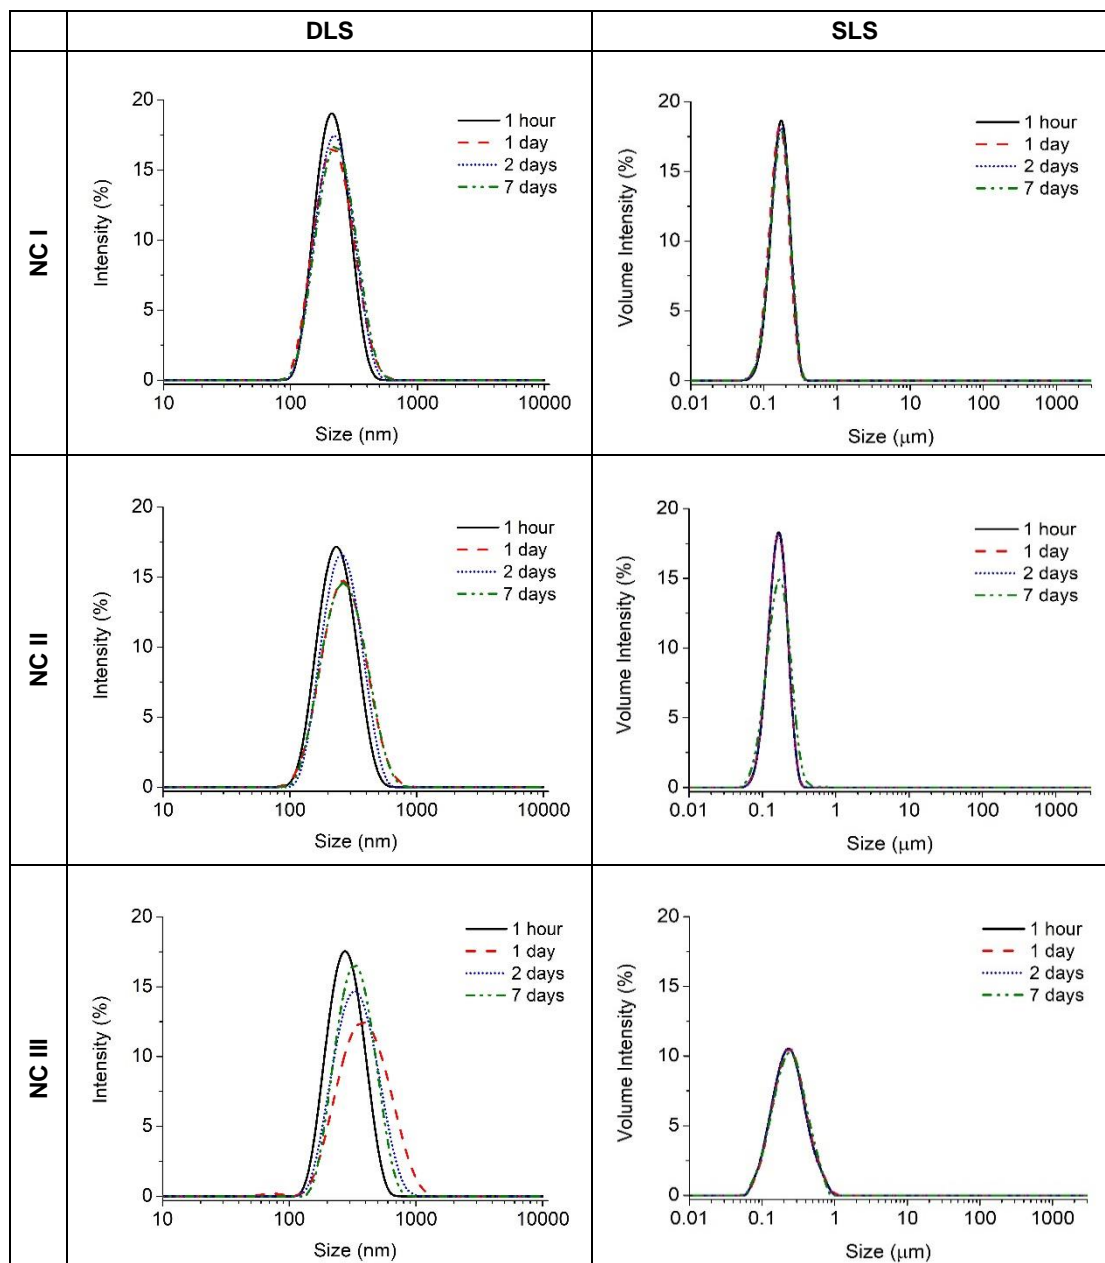 DLS
SLS
NC I
Intensity (%)
20
15
10
5
0
10
100
1000
10000
Size (nm)
1 hour
1 day
2 days
7 days
Volume Intensity (%)
20
15
10
5
0
0.01
0.1
1
10
100
1000
Size (μm)
1 hour
1 day
2 days
7 days
NC II
Intensity (%)
20
15
10
5
0
10
100
1000
10000
Size (nm)
1 hour
1 day
2 days
7 days
Volume Intensity (%)
20
15
10
5
0
0.01
0.1
1
10
100
1000
Size (μm)
1 hour
1 day
2 days
7 days
NC III
Intensity (%)
20
15
10
5
0
10
100
1000
10000
Size (nm)
1 hour
1 day
2 days
7 days
Volume Intensity (%)
20
15
10
5
0
0.01
0.1
1
10
100
1000
Size (μm)
1 hour
1 day
2 days
7 days